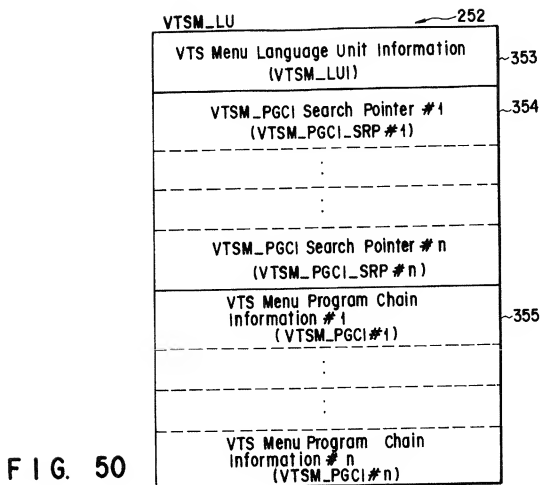 VTSM_LU 252
VTS Menu Language Unit Information
(VTSM_LUI)
353
VTSM_PGCI Search Pointer #1
(VTSM_PGCI_SRP #1)
354
VTSM_PGCI Search Pointer #n
(VTSM_PGCI_SRP #n)
VTS Menu Program Chain
Information #1
(VTSM_PGCI #1)
355
VTS Menu Program Chain
Information #n
(VTSM_PGCI #n)
FIG. 50